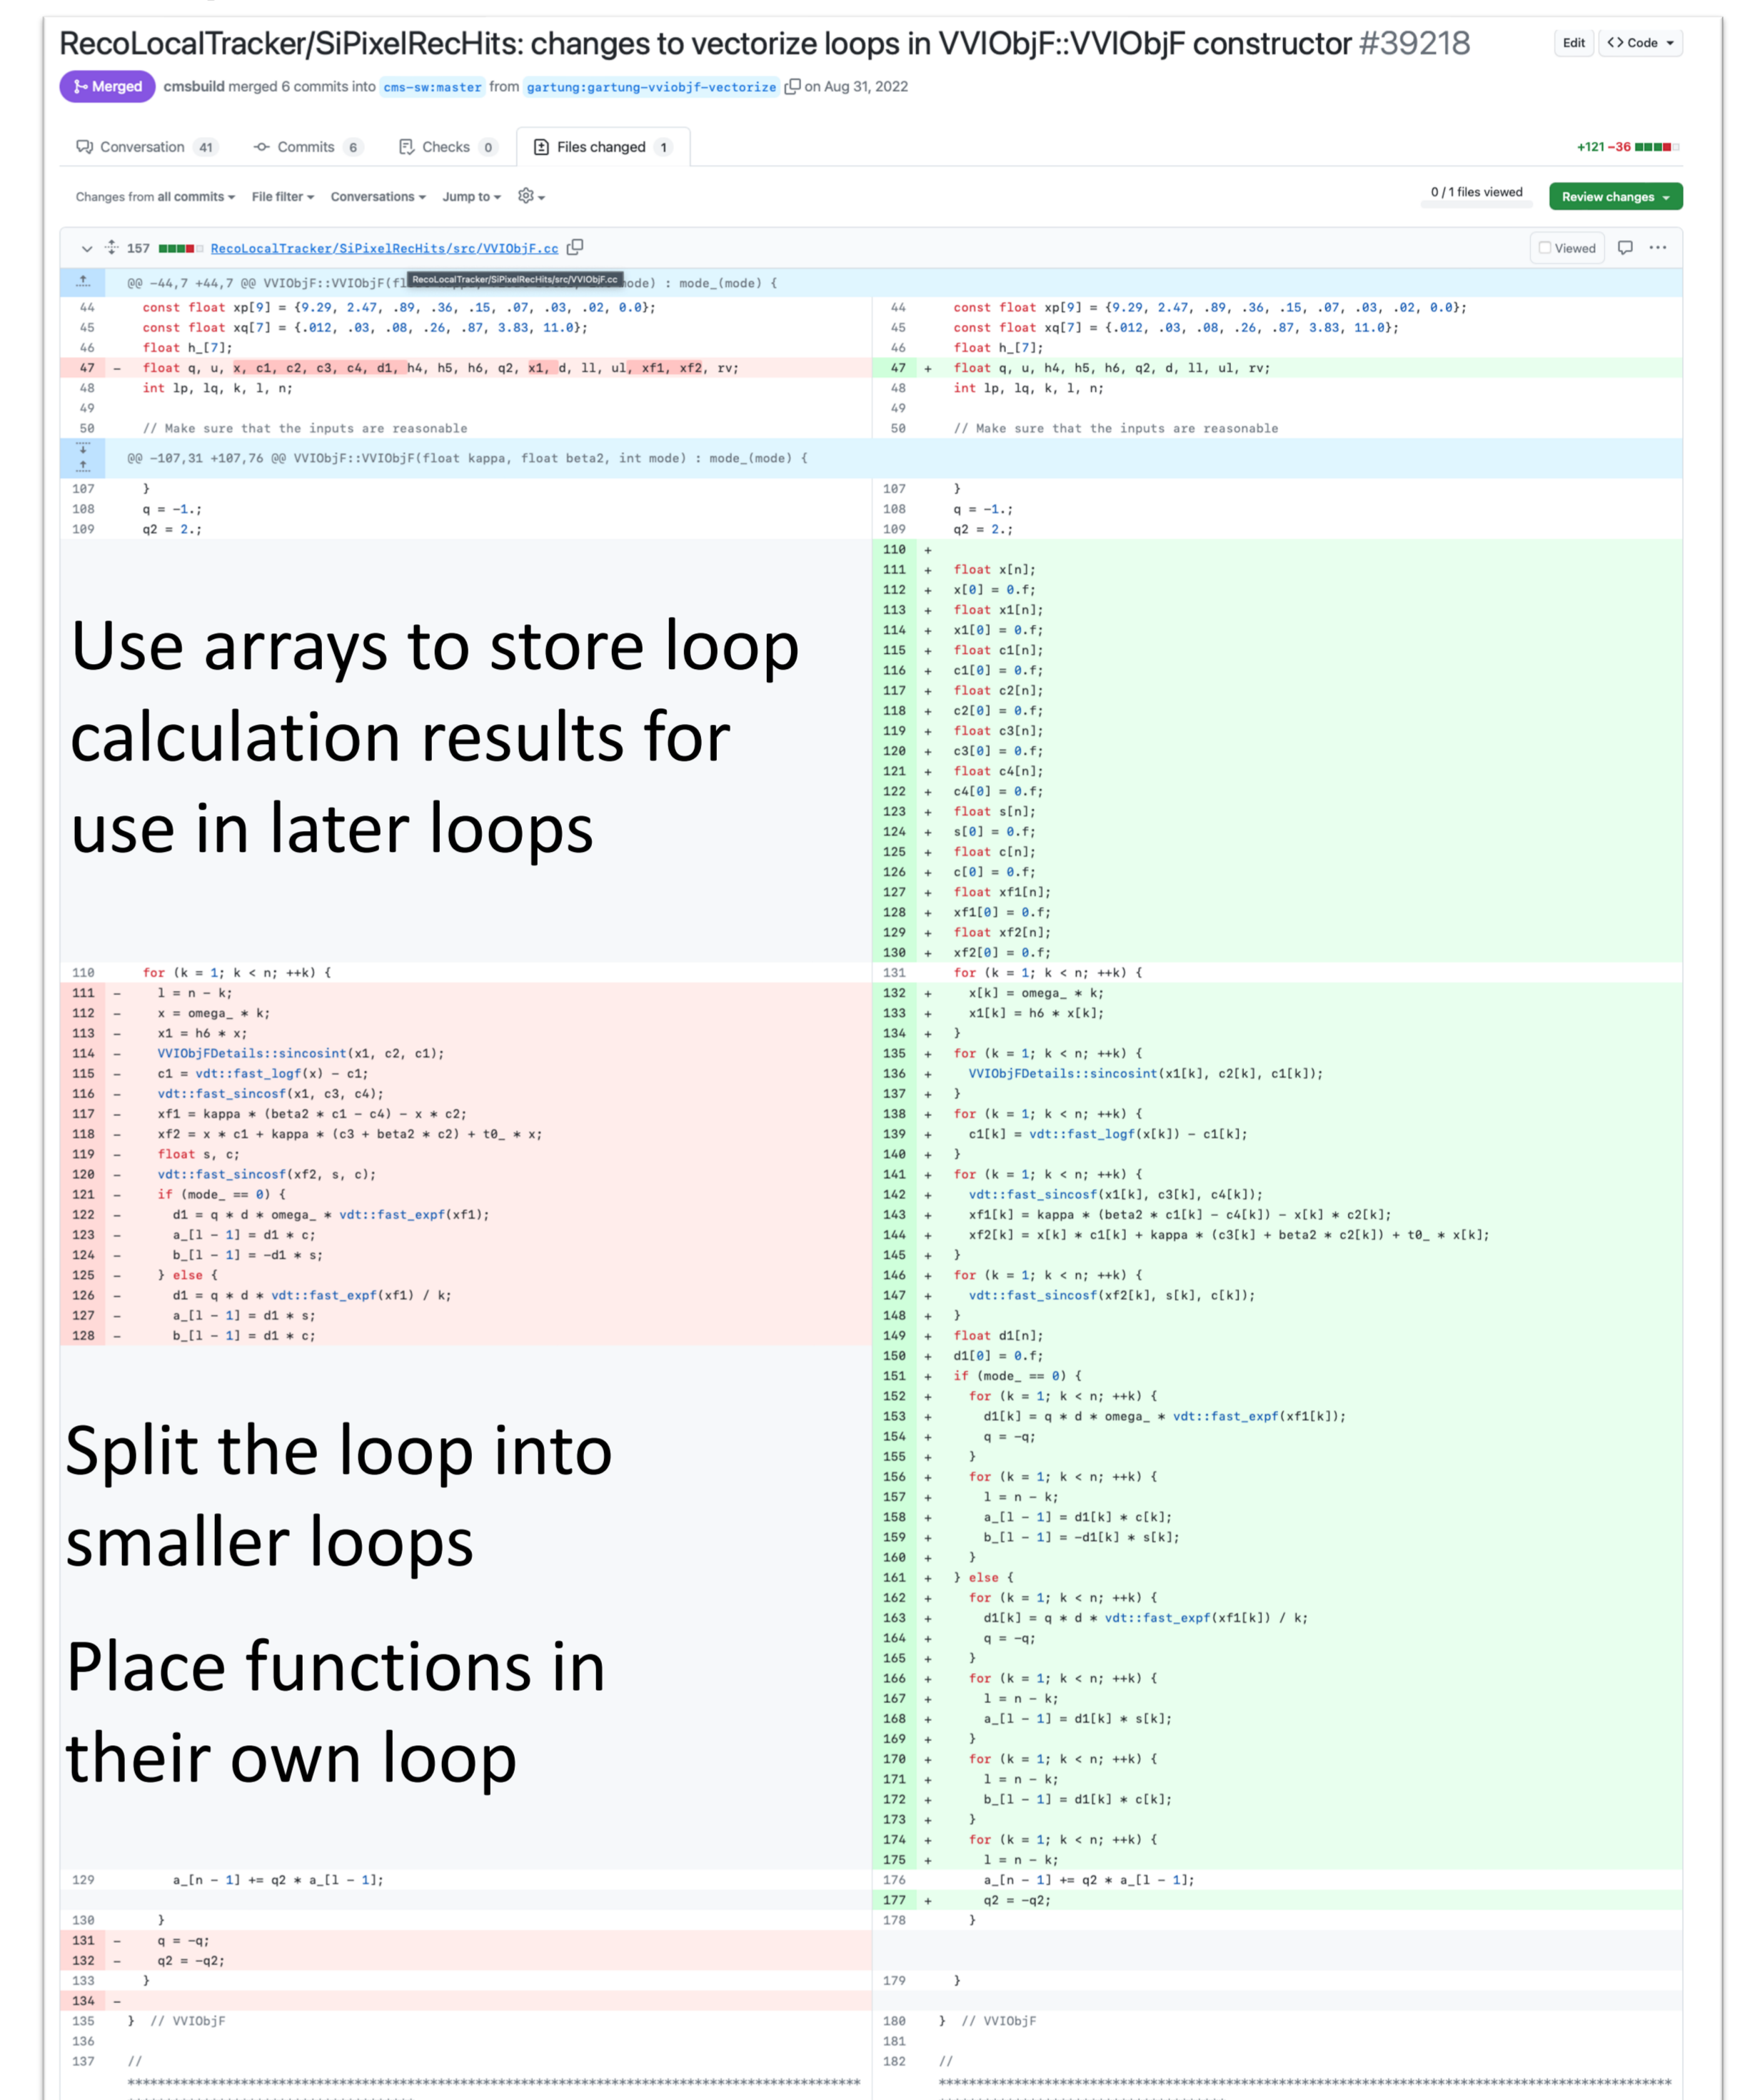 RecoLocalTracker/SiPixelRecHits: changes to vectorize loops in VVIObjF::VVIObjF constructor #39218
Edit
<> Code
Merged
cmsbuild merged 6 commits into cms-sw:master from gartung:gartung-vviobjf-vectorize on Aug 31, 2022
Conversation 41
Commits 6
Checks 0
Files changed 1
+121 −36
Changes from all commits
File filter
Conversations
Jump to
0 / 1 files viewed
Review changes
157 RecoLocalTracker/SiPixelRecHits/src/VVIObjF.cc
Viewed
@@ -44,7 +44,7 @@ VVIObjF::VVIObjF(fl
RecoLocalTracker/SiPixelRecHits/src/VVIObjF.cc
mode) : mode_(mode) {
44 const float xp[9] = {9.29, 2.47, .89, .36, .15, .07, .03, .02, 0.0};
45 const float xq[7] = {.012, .03, .08, .26, .87, 3.83, 11.0};
46 float h_[7];
47 - float q, u, x, c1, c2, c3, c4, d1, h4, h5, h6, q2, x1, d, ll, ul, xf1, xf2, rv;
48 int lp, lq, k, l, n;
49
50 // Make sure that the inputs are reasonable
44 const float xp[9] = {9.29, 2.47, .89, .36, .15, .07, .03, .02, 0.0};
45 const float xq[7] = {.012, .03, .08, .26, .87, 3.83, 11.0};
46 float h_[7];
47 + float q, u, h4, h5, h6, q2, d, ll, ul, rv;
48 int lp, lq, k, l, n;
49
50 // Make sure that the inputs are reasonable
@@ -107,31 +107,76 @@ VVIObjF::VVIObjF(float kappa, float beta2, int mode) : mode_(mode) {
107 }
108 q = -1.;
109 q2 = 2.;
Use arrays to store loop
calculation results for
use in later loops
110 for (k = 1; k < n; ++k) {
111 - l = n - k;
112 - x = omega_ * k;
113 - x1 = h6 * x;
114 - VVIObjFDetails::sincosint(x1, c2, c1);
115 - c1 = vdt::fast_logf(x) - c1;
116 - vdt::fast_sincosf(x1, c3, c4);
117 - xf1 = kappa * (beta2 * c1 - c4) - x * c2;
118 - xf2 = x * c1 + kappa * (c3 + beta2 * c2) + t0_ * x;
119 - float s, c;
120 - vdt::fast_sincosf(xf2, s, c);
121 - if (mode_ == 0) {
122 - d1 = q * d * omega_ * vdt::fast_expf(xf1);
123 - a_[l - 1] = d1 * c;
124 - b_[l - 1] = -d1 * s;
125 - } else {
126 - d1 = q * d * vdt::fast_expf(xf1) / k;
127 - a_[l - 1] = d1 * s;
128 - b_[l - 1] = d1 * c;
Split the loop into
smaller loops
Place functions in
their own loop
129 a_[n - 1] += q2 * a_[l - 1];
130 }
131 - q = -q;
132 - q2 = -q2;
133 }
134 -
135 } // VVIObjF
136
137 //
107 }
108 q = -1.;
109 q2 = 2.;
110 +
111 + float x[n];
112 + x[0] = 0.f;
113 + float x1[n];
114 + x1[0] = 0.f;
115 + float c1[n];
116 + c1[0] = 0.f;
117 + float c2[n];
118 + c2[0] = 0.f;
119 + float c3[n];
120 + c3[0] = 0.f;
121 + float c4[n];
122 + c4[0] = 0.f;
123 + float s[n];
124 + s[0] = 0.f;
125 + float c[n];
126 + c[0] = 0.f;
127 + float xf1[n];
128 + xf1[0] = 0.f;
129 + float xf2[n];
130 + xf2[0] = 0.f;
131 for (k = 1; k < n; ++k) {
132 + x[k] = omega_ * k;
133 + x1[k] = h6 * x[k];
134 + }
135 + for (k = 1; k < n; ++k) {
136 + VVIObjFDetails::sincosint(x1[k], c2[k], c1[k]);
137 + }
138 + for (k = 1; k < n; ++k) {
139 + c1[k] = vdt::fast_logf(x[k]) - c1[k];
140 + }
141 + for (k = 1; k < n; ++k) {
142 + vdt::fast_sincosf(x1[k], c3[k], c4[k]);
143 + xf1[k] = kappa * (beta2 * c1[k] - c4[k]) - x[k] * c2[k];
144 + xf2[k] = x[k] * c1[k] + kappa * (c3[k] + beta2 * c2[k]) + t0_ * x[k];
145 + }
146 + for (k = 1; k < n; ++k) {
147 + vdt::fast_sincosf(xf2[k], s[k], c[k]);
148 + }
149 + float d1[n];
150 + d1[0] = 0.f;
151 + if (mode_ == 0) {
152 + for (k = 1; k < n; ++k) {
153 + d1[k] = q * d * omega_ * vdt::fast_expf(xf1[k]);
154 + q = -q;
155 + }
156 + for (k = 1; k < n; ++k) {
157 + l = n - k;
158 + a_[l - 1] = d1[k] * c[k];
159 + b_[l - 1] = -d1[k] * s[k];
160 + }
161 + } else {
162 + for (k = 1; k < n; ++k) {
163 + d1[k] = q * d * vdt::fast_expf(xf1[k]) / k;
164 + q = -q;
165 + }
166 + for (k = 1; k < n; ++k) {
167 + l = n - k;
168 + a_[l - 1] = d1[k] * s[k];
169 + }
170 + for (k = 1; k < n; ++k) {
171 + l = n - k;
172 + b_[l - 1] = d1[k] * c[k];
173 + }
174 + for (k = 1; k < n; ++k) {
175 + l = n - k;
176 a_[n - 1] += q2 * a_[l - 1];
177 + q2 = -q2;
178 }
179 }
180 } // VVIObjF
181
182 //